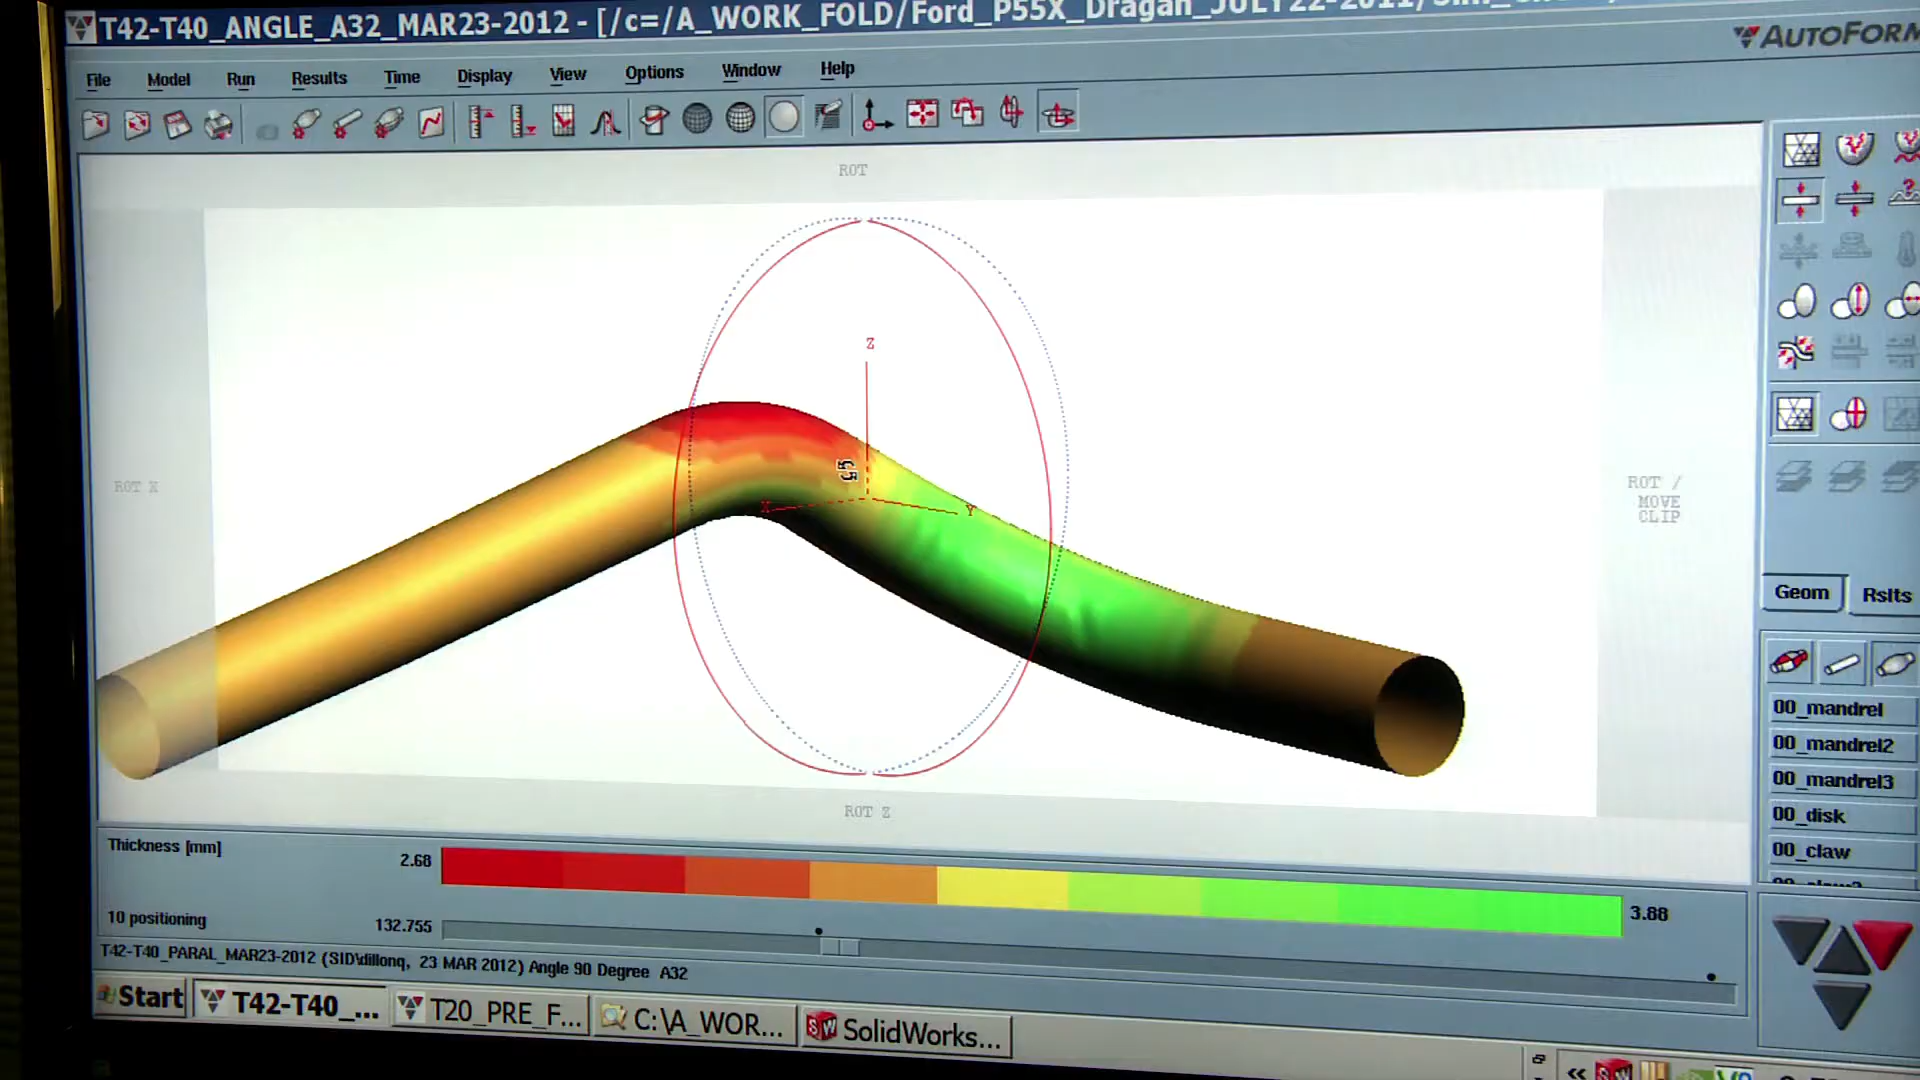 T42-T40_ANGLE_A32_MAR23-2012 - [/c=/A_WORK_FOLD/Ford_P55X_Dragan_JULY22-2011/
AUTOFORM
File Model Run Results Time Display View Options Window Help
ROT
Z
ROT X
X
Y
ROT /
MOVE
CLIP
ROT Z
Geom Rslts
00_mandrel
00_mandrel2
00_mandrel3
00_disk
00_claw
Thickness [mm]
2.68
3.88
10 positioning
132.755
T42-T40_PARAL_MAR23-2012 (SID\dillonq, 23 MAR 2012) Angle 90 Degree A32
Start T42-T40_... T20_PRE_F... C:\A_WOR... SolidWorks...